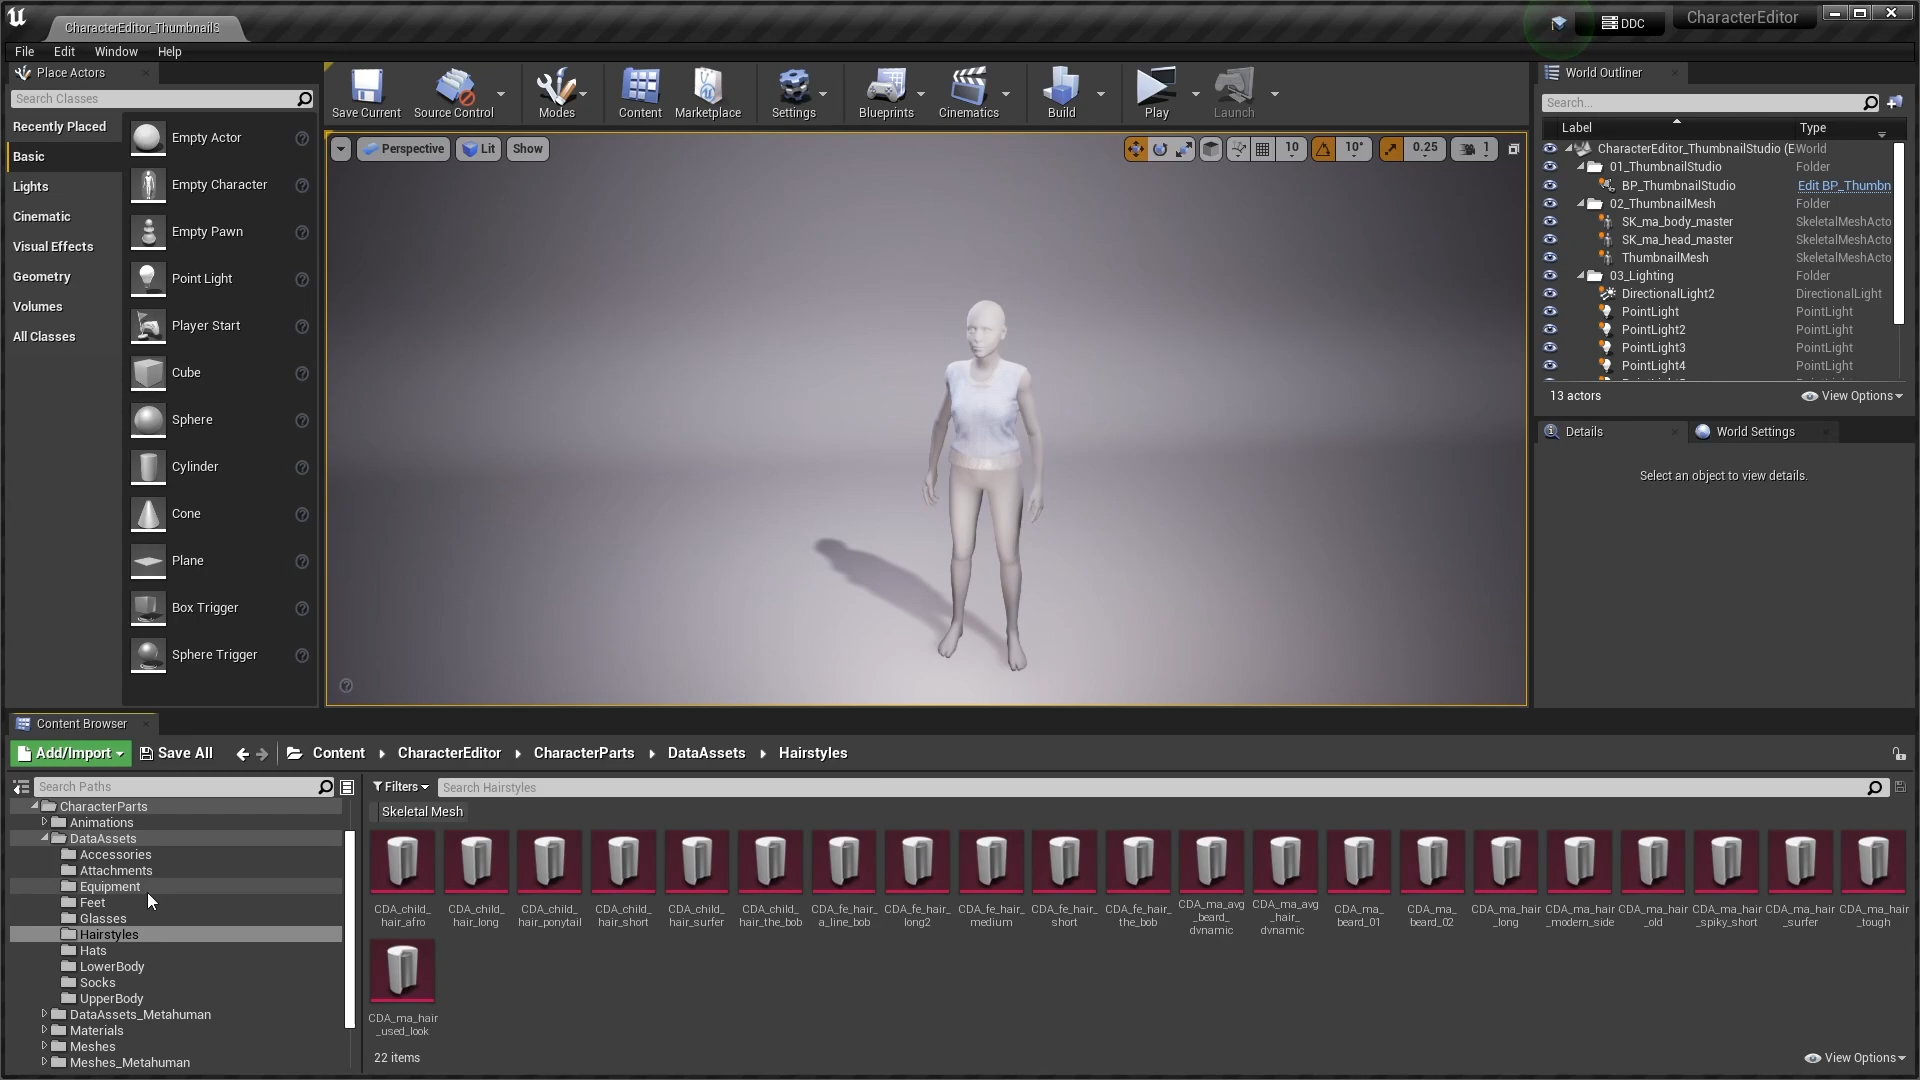 CharacterEditor_ThumbnailS
DDC
CharacterEditor
File
Edit
Window
Help
Place Actors
Search Classes
Recently Placed
Basic
Lights
Cinematic
Visual Effects
Geometry
Volumes
All Classes
Empty Actor
Empty Character
Empty Pawn
Point Light
Player Start
Cube
Sphere
Cylinder
Cone
Plane
Box Trigger
Sphere Trigger
Save Current
Source Control
Modes
Content
Marketplace
Settings
Blueprints
Cinematics
Build
Play
Launch
Perspective
Lit
Show
10
10°
0.25
1
World Outliner
Search...
Label
Type
CharacterEditor_ThumbnailStudio (E
World
01_ThumbnailStudio
Folder
BP_ThumbnailStudio
Edit BP_Thumbn
02_ThumbnailMesh
Folder
SK_ma_body_master
SkeletalMeshActo
SK_ma_head_master
SkeletalMeshActo
ThumbnailMesh
SkeletalMeshActo
03_Lighting
Folder
DirectionalLight2
DirectionalLight
PointLight
PointLight
PointLight2
PointLight
PointLight3
PointLight
PointLight4
PointLight
13 actors
View Options
Details
World Settings
Select an object to view details.
Content Browser
Add/Import
Save All
Content
CharacterEditor
CharacterParts
DataAssets
Hairstyles
Search Paths
CharacterParts
Animations
DataAssets
Accessories
Attachments
Equipment
Feet
Glasses
Hairstyles
Hats
LowerBody
Socks
UpperBody
DataAssets_Metahuman
Materials
Meshes
Meshes_Metahuman
Filters
Search Hairstyles
Skeletal Mesh
CDA_child_
hair_afro
CDA_child_
hair_long
CDA_child_
hair_ponytail
CDA_child_
hair_short
CDA_child_
hair_surfer
CDA_child_
hair_the_bob
CDA_fe_hair_
a_line_bob
CDA_fe_hair_
long2
CDA_fe_hair_
medium
CDA_fe_hair_
short
CDA_fe_hair_
the_bob
CDA_ma_avg
_beard_
dynamic
CDA_ma_avg
_hair_
dynamic
CDA_ma_
beard_01
CDA_ma_
beard_02
CDA_ma_hair
_long
CDA_ma_hair
_modern_side
CDA_ma_hair
_old
CDA_ma_hair
_spiky_short
CDA_ma_hair
_surfer
CDA_ma_hair
_tough
CDA_ma_hair
_used_look
22 items
View Options